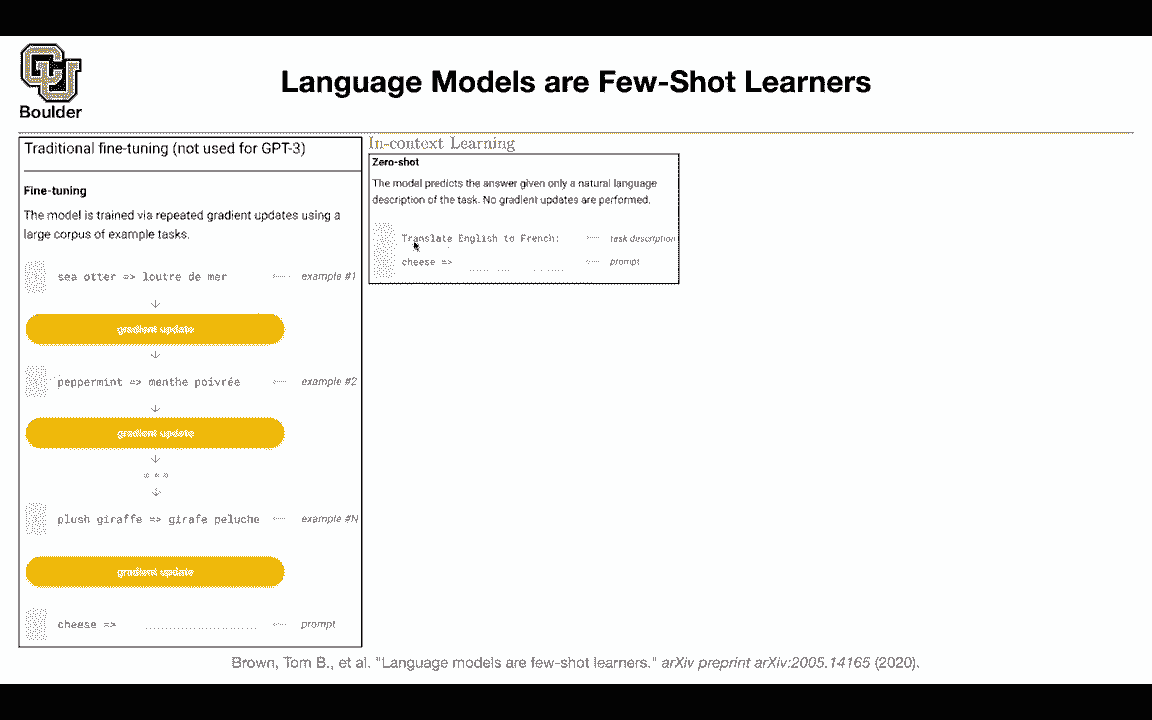 Boulder
Language Models are Few-Shot Learners
Traditional fine-tuning (not used for GPT-3)
Fine-tuning
The model is trained via repeated gradient updates using a
large corpus of example tasks.
sea otter => loutre de mer ← example #1
↓
gradient update
↓
peppermint => menthe poivrée ← example #2
↓
gradient update
↓
• • •
↓
plush giraffe => girafe peluche ← example #N
gradient update
cheese => ........................... ← prompt
In-context Learning
Zero-shot
The model predicts the answer given only a natural language
description of the task. No gradient updates are performed.
Translate English to French: ← task description
cheese => ........................... ← prompt
Brown, Tom B., et al. "Language models are few-shot learners." arXiv preprint arXiv:2005.14165 (2020).